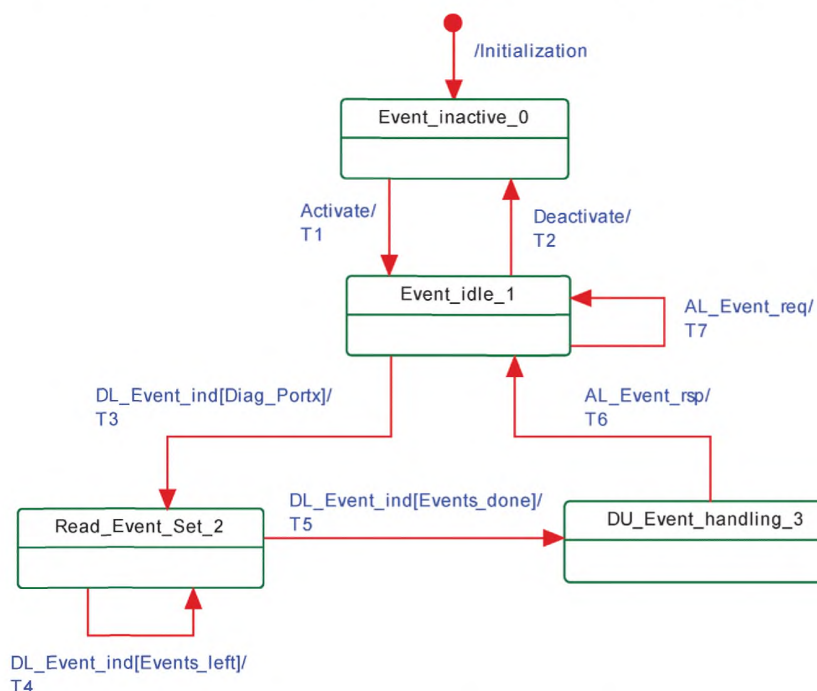 /Initialization
Event_inactive_0
Activate/
T1
Deactivate/
T2
Event_idle_1
AL_Event_req/
T7
DL_Event_ind[Diag_Portx]/
T3
AL_Event_rsp/
T6
Read_Event_Set_2
DL_Event_ind[Events_done]/
T5
DU_Event_handling_3
DL_Event_ind[Events_left]/
T4